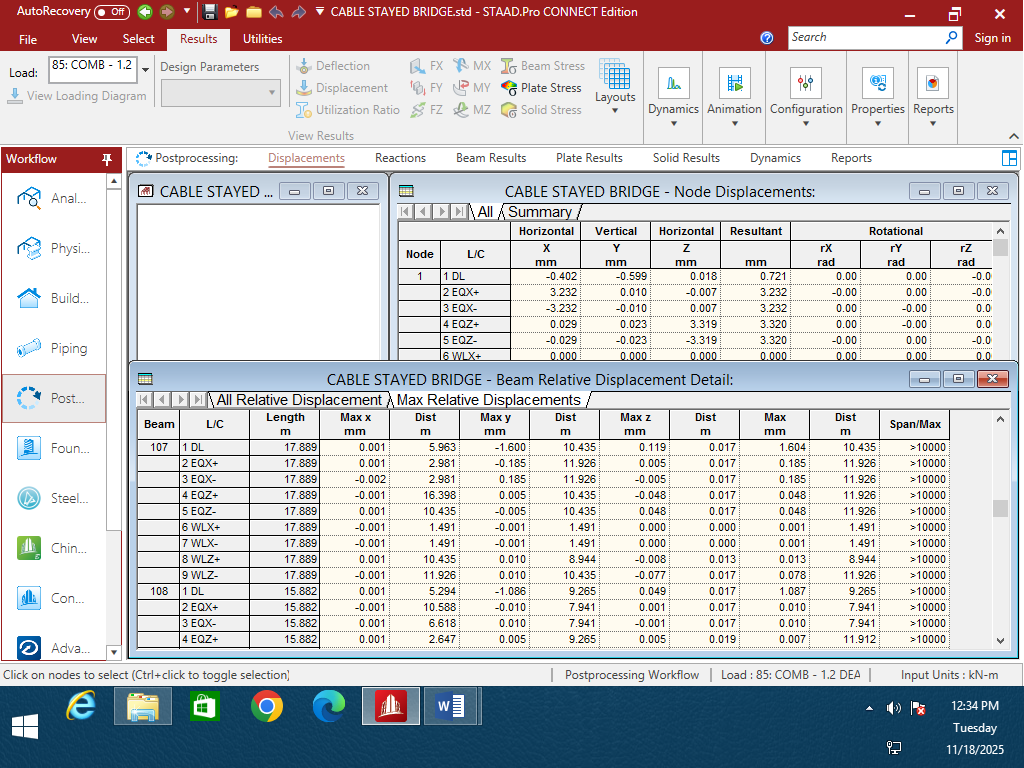 AutoRecovery Off CABLE STAYED BRIDGE.std - STAAD.Pro CONNECT Edition
File View Select Results Utilities Search Sign in
Load: 85: COMB - 1.2 Design Parameters
View Loading Diagram
Deflection FX MX Beam Stress
Displacement FY MY Plate Stress
Utilization Ratio FZ MZ Solid Stress
View Results
Layouts Dynamics Animation Configuration Properties Reports
Workflow
Postprocessing: Displacements Reactions Beam Results Plate Results Solid Results Dynamics Reports
Anal...
Physi...
Build...
Piping
Post...
Foun...
Steel...
Chin...
Con...
Adva...
CABLE STAYED ...
CABLE STAYED BRIDGE - Node Displacements:
All Summary
Horizontal Vertical Horizontal Resultant Rotational
Node L/C X mm Y mm Z mm mm rX rad rY rad rZ rad
1 1 DL -0.402 -0.599 0.018 0.721 0.00 0.00 -0.0
2 EQX+ 3.232 0.010 -0.007 3.232 -0.00 0.00 -0.0
3 EQX- -3.232 -0.010 0.007 3.232 0.00 -0.00 0.0
4 EQZ+ 0.029 0.023 3.319 3.320 0.00 -0.00 0.0
5 EQZ- -0.029 -0.023 -3.319 3.320 -0.00 0.00 -0.0
6 WLX+ 0.000 0.000 0.000 0.000 0.00 0.00 0.0
CABLE STAYED BRIDGE - Beam Relative Displacement Detail:
All Relative Displacement Max Relative Displacements
Beam L/C Length m Max x mm Dist m Max y mm Dist m Max z mm Dist m Max mm Dist m Span/Max
107 1 DL 17.889 0.001 5.963 -1.600 10.435 0.119 0.017 1.604 10.435 >10000
2 EQX+ 17.889 0.001 2.981 -0.185 11.926 0.005 0.017 0.185 11.926 >10000
3 EQX- 17.889 -0.002 2.981 0.185 11.926 -0.005 0.017 0.185 11.926 >10000
4 EQZ+ 17.889 -0.001 16.398 0.005 10.435 -0.048 0.017 0.048 11.926 >10000
5 EQZ- 17.889 -0.001 10.435 -0.005 10.435 0.048 0.017 0.048 11.926 >10000
6 WLX+ 17.889 -0.001 1.491 -0.001 1.491 0.000 0.000 0.001 1.491 >10000
7 WLX- 17.889 -0.001 1.491 -0.001 1.491 0.000 0.000 0.001 1.491 >10000
8 WLZ+ 17.889 -0.001 10.435 0.010 8.944 -0.008 0.013 0.013 8.944 >10000
9 WLZ- 17.889 -0.001 11.926 0.010 10.435 -0.077 0.017 0.078 11.926 >10000
108 1 DL 15.882 0.001 5.294 -1.086 9.265 0.049 0.017 1.087 9.265 >10000
2 EQX+ 15.882 -0.001 10.588 -0.010 7.941 0.001 0.017 0.010 7.941 >10000
3 EQX- 15.882 0.001 6.618 0.010 7.941 -0.001 0.017 0.010 7.941 >10000
4 EQZ+ 15.882 0.001 2.647 0.005 9.265 0.005 0.019 0.007 11.912 >10000
Click on nodes to select (Ctrl+click to toggle selection) Postprocessing Workflow Load : 85: COMB - 1.2 DEA Input Units : kN-m
12:34 PM
Tuesday
11/18/2025